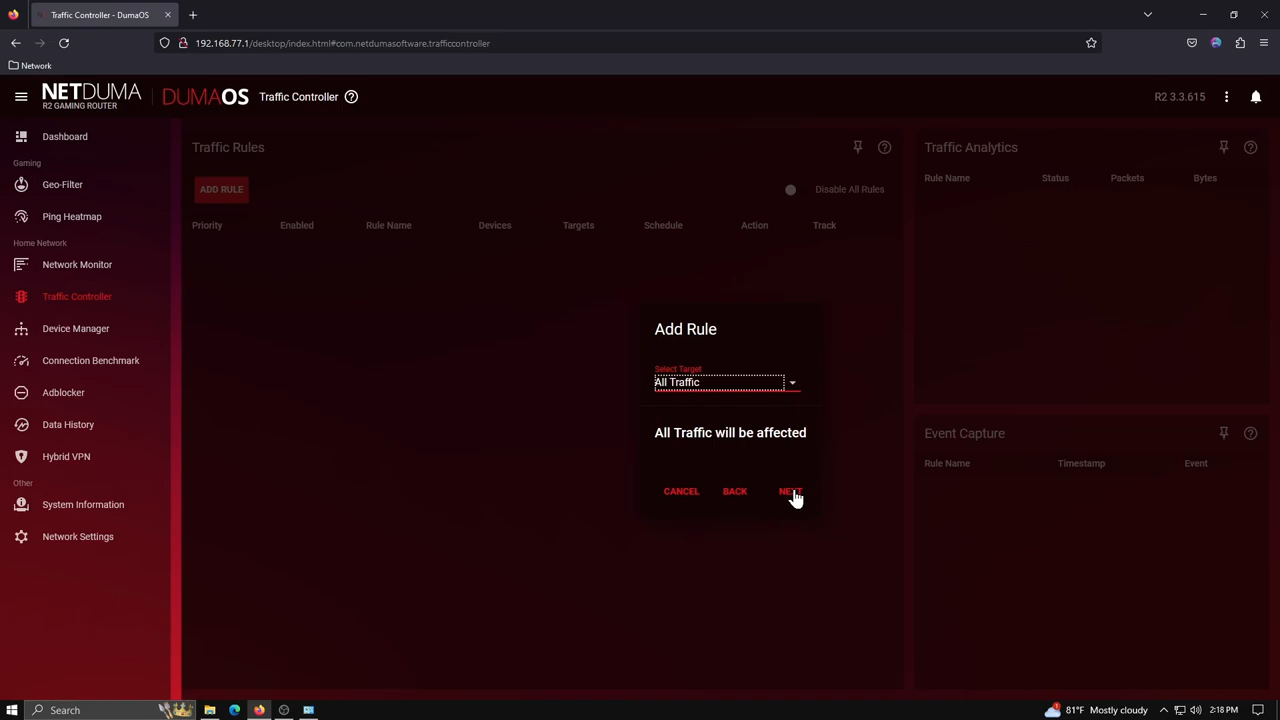 Traffic Controller - DumaOS
192.168.77.1/desktop/index.html#com.netdumasoftware.trafficcontroller
Network
NETDUMA
R2 GAMING ROUTER
DUMAOS
Traffic Controller
R2 3.3.615
Dashboard
Gaming
Geo-Filter
Ping Heatmap
Home Network
Network Monitor
Traffic Controller
Device Manager
Connection Benchmark
Adblocker
Data History
Hybrid VPN
Other
System Information
Network Settings
Traffic Rules
ADD RULE
Disable All Rules
Priority Enabled Rule Name Devices Targets Schedule Action Track
Add Rule
Select Target
All Traffic
All Traffic will be affected
CANCEL BACK NEXT
Traffic Analytics
Rule Name Status Packets Bytes
Event Capture
Rule Name Timestamp Event
Search
81°F Mostly cloudy
2:18 PM